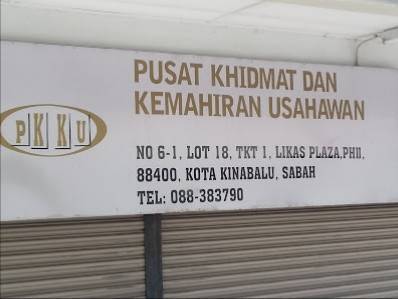 PKKU
PUSAT KHIDMAT DAN
KEMAHIRAN USAHAWAN
NO 6-1, LOT 18, TKT 1, LIKAS PLAZA,PHII,
88400, KOTA KINABALU, SABAH
TEL: 088-383790